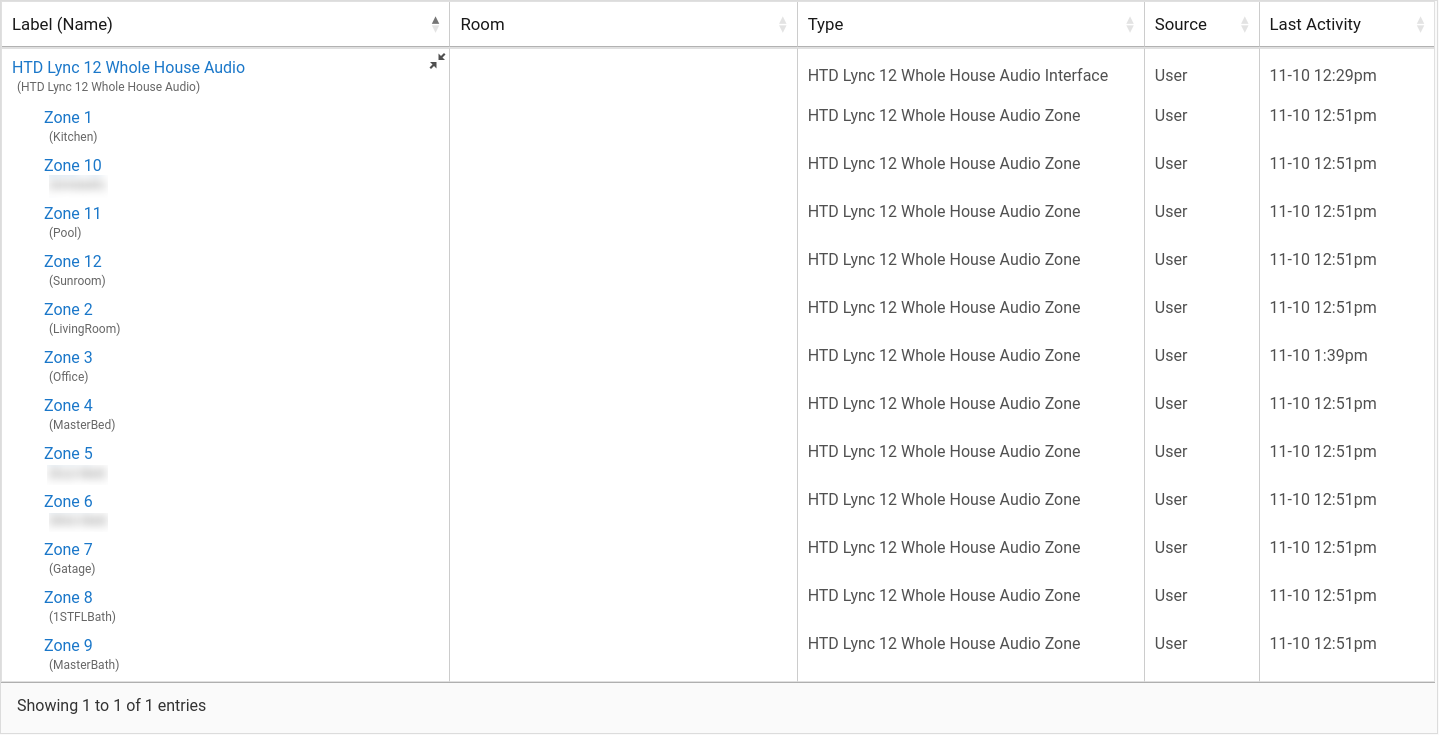 Label (Name) Room Type Source Last Activity
HTD Lync 12 Whole House Audio
(HTD Lync 12 Whole House Audio) HTD Lync 12 Whole House Audio Interface User 11-10 12:29pm
Zone 1 HTD Lync 12 Whole House Audio Zone User 11-10 12:51pm
(Kitchen)
Zone 10 HTD Lync 12 Whole House Audio Zone User 11-10 12:51pm
Zone 11 HTD Lync 12 Whole House Audio Zone User 11-10 12:51pm
(Pool)
Zone 12 HTD Lync 12 Whole House Audio Zone User 11-10 12:51pm
(Sunroom)
Zone 2 HTD Lync 12 Whole House Audio Zone User 11-10 12:51pm
(LivingRoom)
Zone 3 HTD Lync 12 Whole House Audio Zone User 11-10 1:39pm
(Office)
Zone 4 HTD Lync 12 Whole House Audio Zone User 11-10 12:51pm
(MasterBed)
Zone 5 HTD Lync 12 Whole House Audio Zone User 11-10 12:51pm
Zone 6 HTD Lync 12 Whole House Audio Zone User 11-10 12:51pm
Zone 7 HTD Lync 12 Whole House Audio Zone User 11-10 12:51pm
(Gatage)
Zone 8 HTD Lync 12 Whole House Audio Zone User 11-10 12:51pm
(1STFLBath)
Zone 9 HTD Lync 12 Whole House Audio Zone User 11-10 12:51pm
(MasterBath)
Showing 1 to 1 of 1 entries